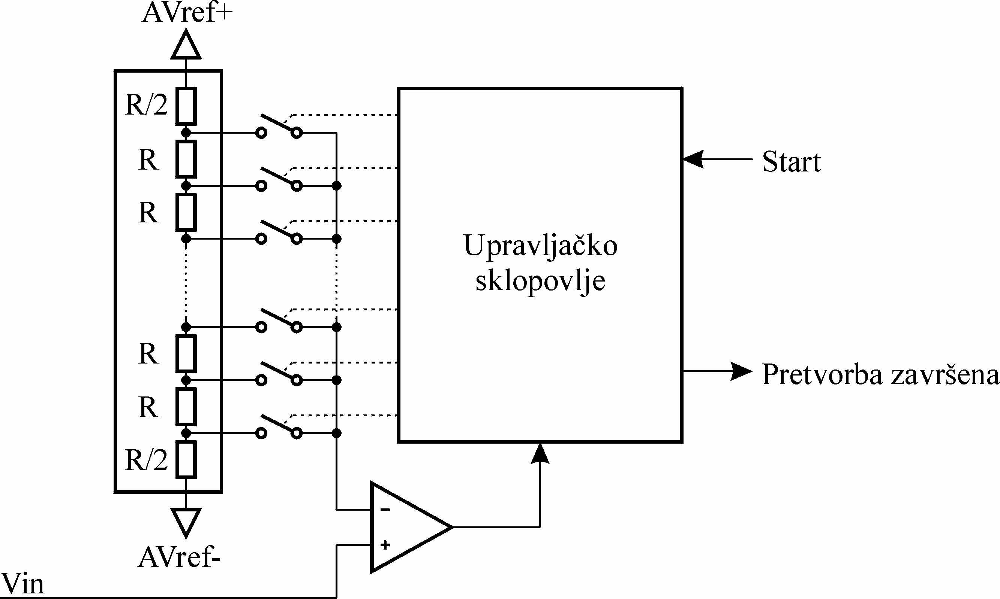 AVref+
R/2
R
R
R
R
R/2
AVref-
Vin
Upravljačko
sklopovlje
Start
Pretvorba završena
-
+